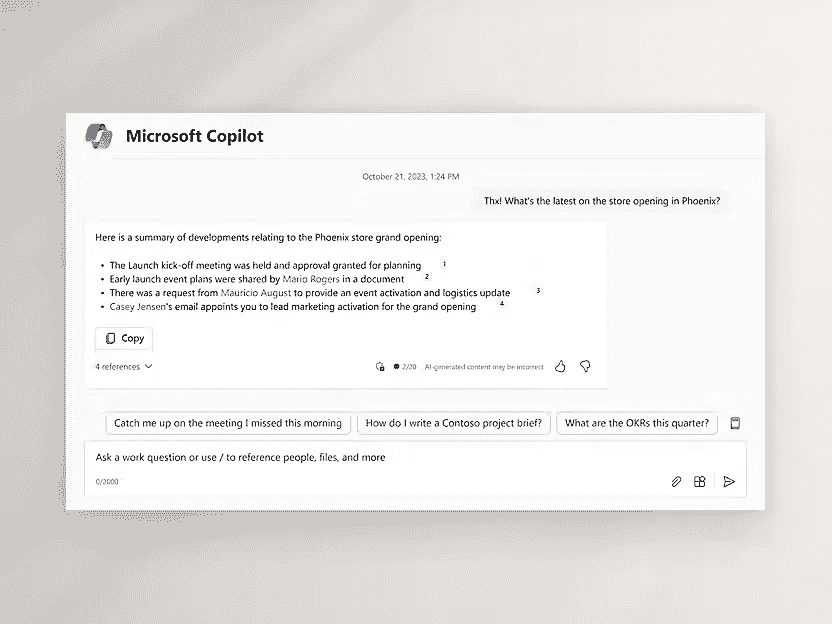 Microsoft Copilot
October 21, 2023, 1:24 PM
Thx! What's the latest on the store opening in Phoenix?
Here is a summary of developments relating to the Phoenix store grand opening:
• The Launch kick-off meeting was held and approval granted for planning 1
• Early launch event plans were shared by Mario Rogers in a document 2
• There was a request from Mauricio August to provide an event activation and logistics update 3
• Casey Jensen's email appoints you to lead marketing activation for the grand opening 4
Copy
4 references
2/20 AI-generated content may be incorrect
Catch me up on the meeting I missed this morning How do I write a Contoso project brief? What are the OKRs this quarter?
Ask a work question or use / to reference people, files, and more
0/2000